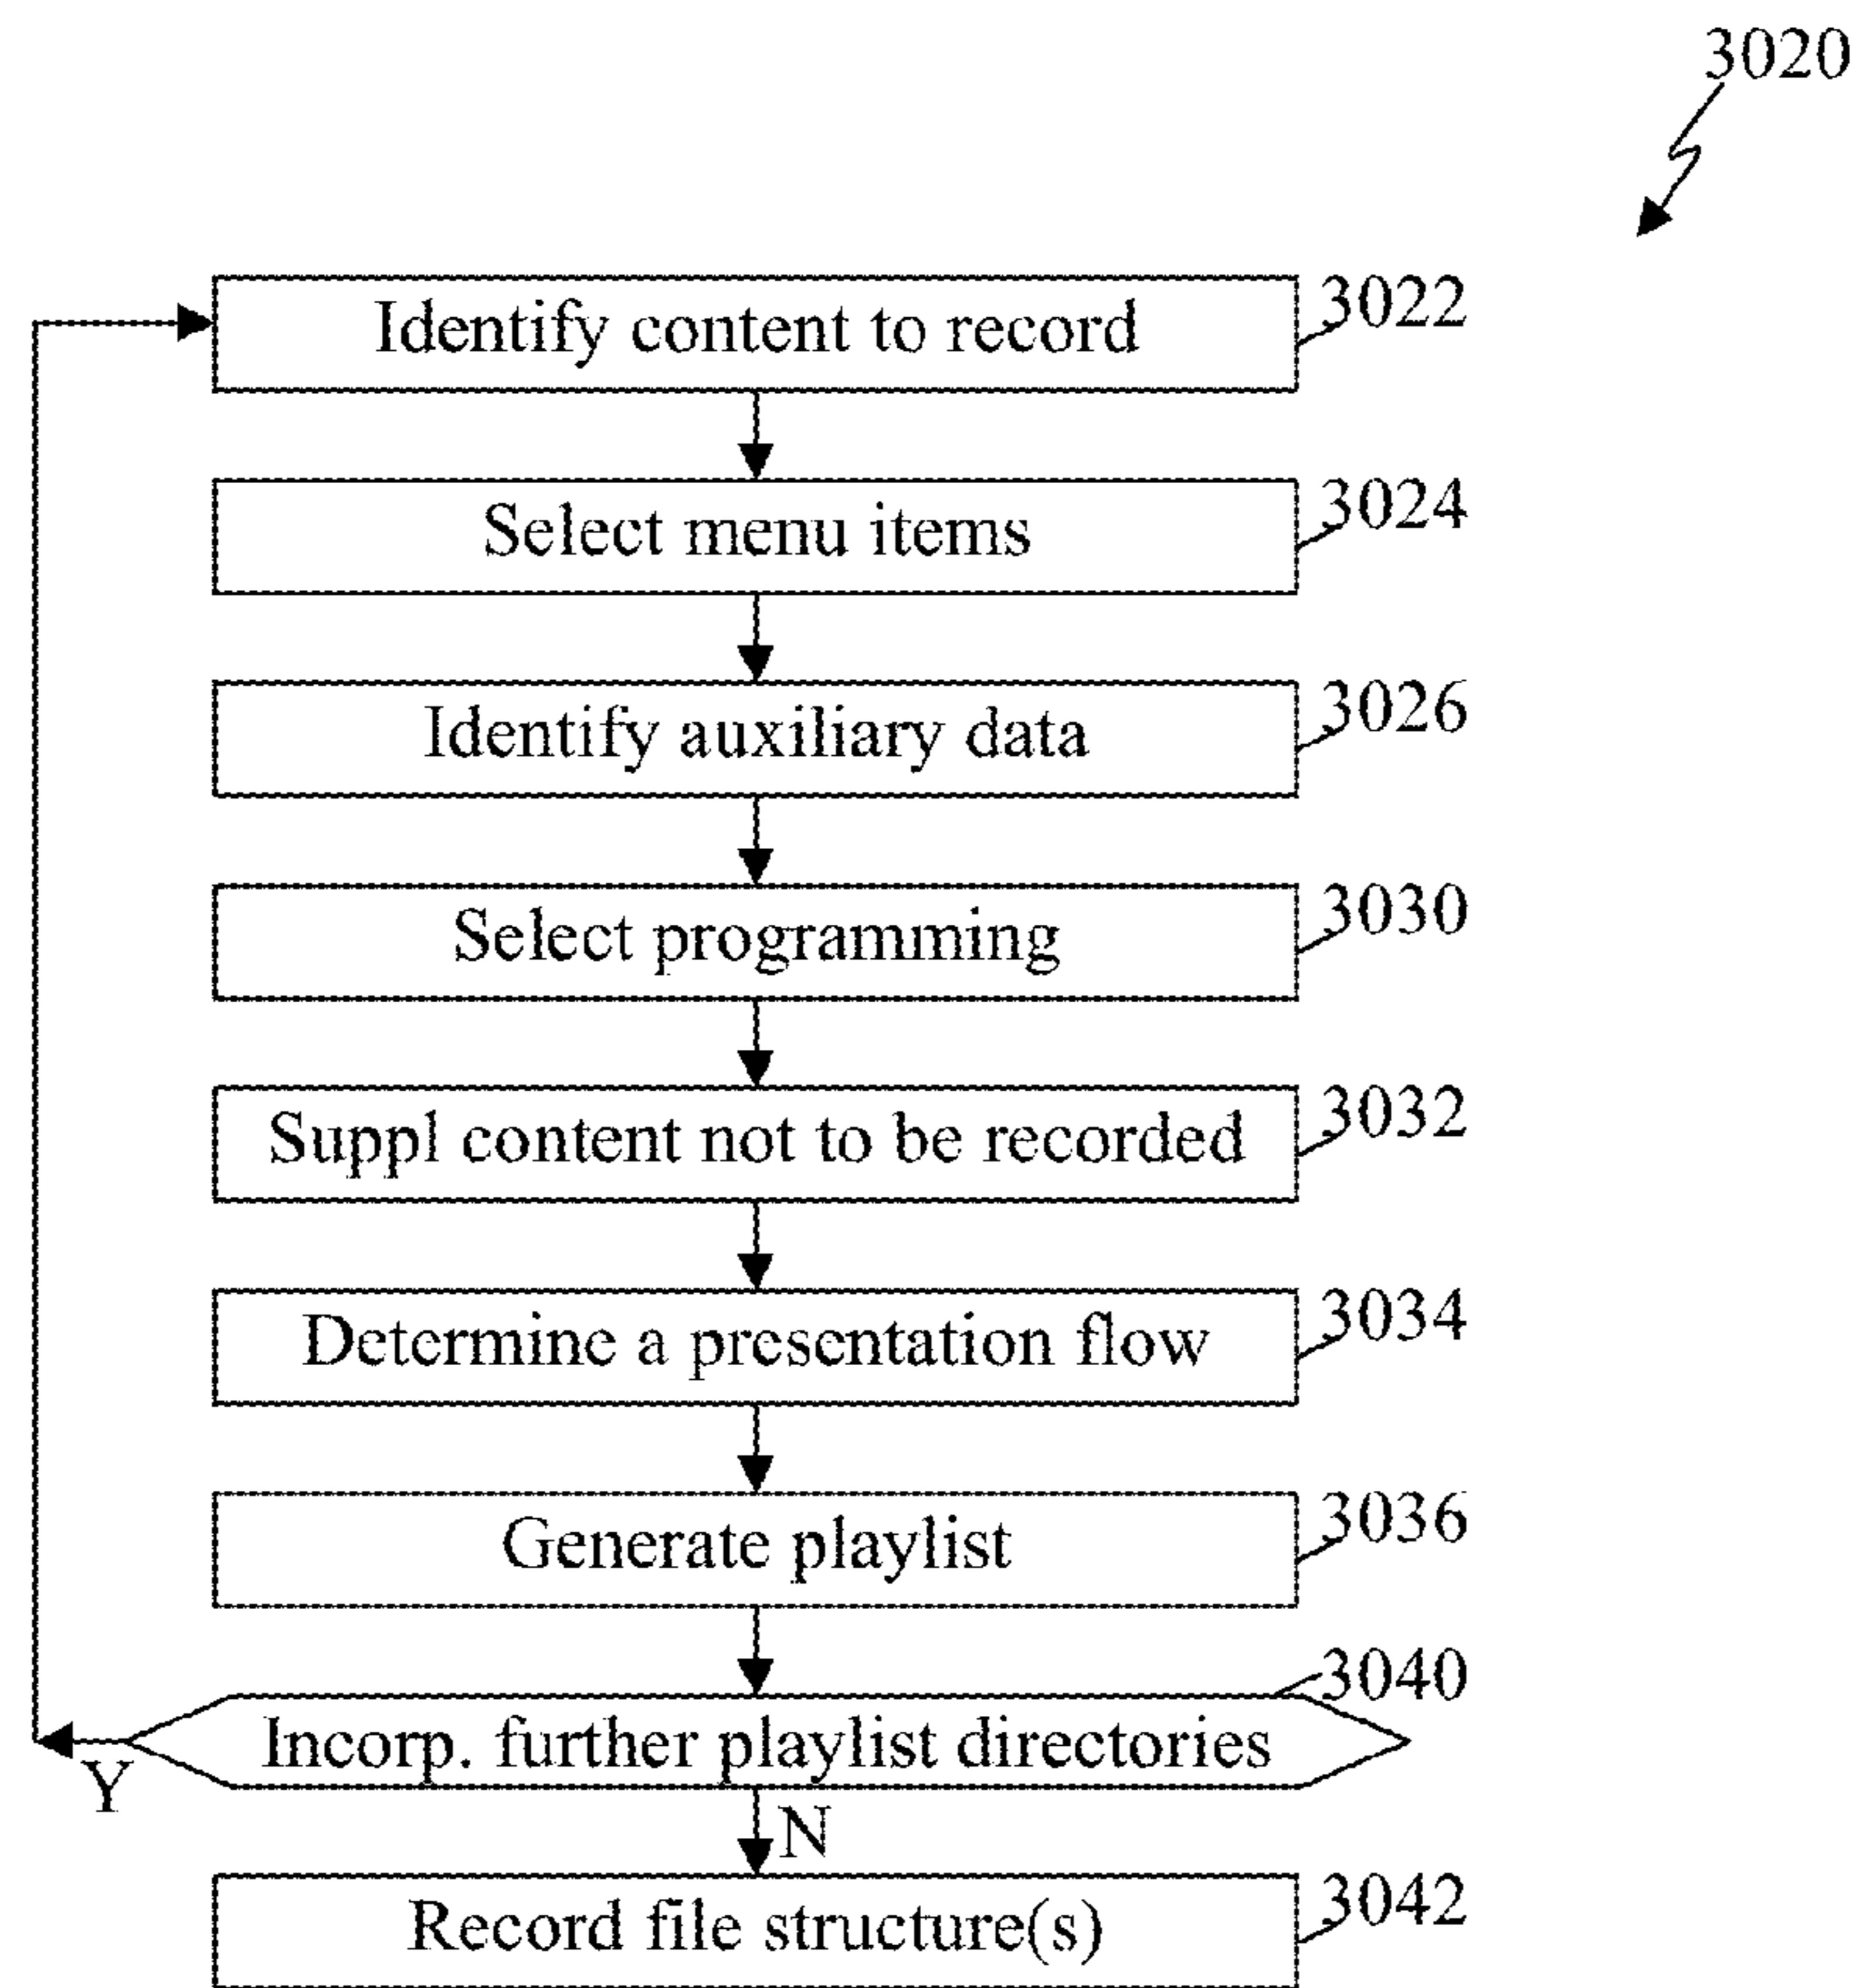 3020
Identify content to record
3022
Select menu items
3024
Identify auxiliary data
3026
Select programming
3030
Suppl content not to be recorded
3032
Determine a presentation flow
3034
Generate playlist
3036
3040
Incorp. further playlist directories
Y
N
Record file structure(s)
3042